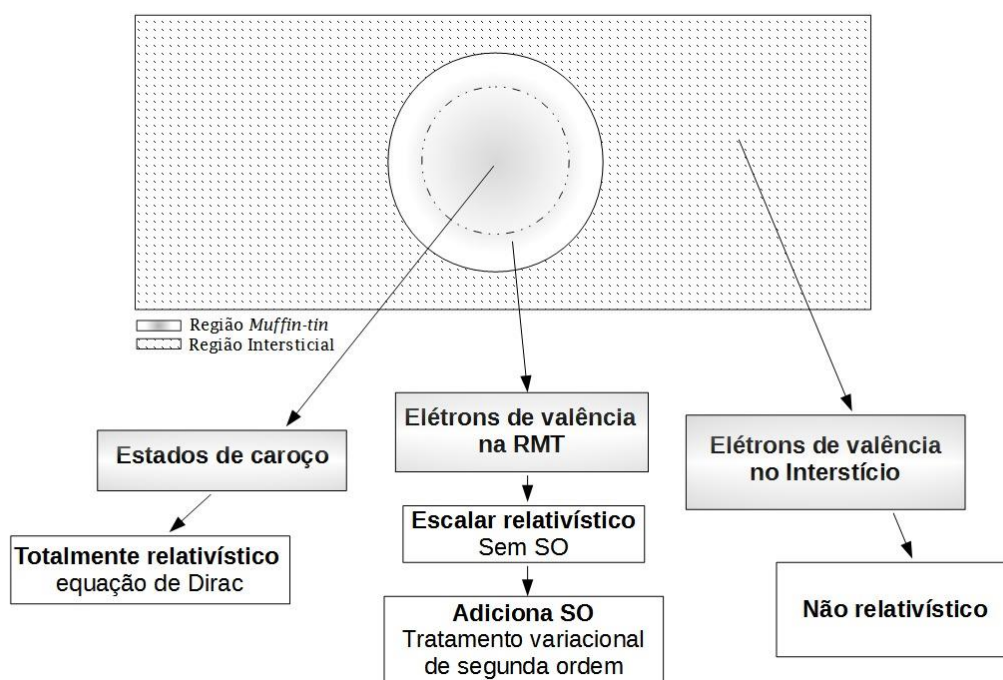 Região Muffin-tin
Região Intersticial
Estados de caroço
Totalmente relativístico
equação de Dirac
Elétrons de valência
na RMT
Escalar relativístico
Sem SO
Adiciona SO
Tratamento variacional
de segunda ordem
Elétrons de valência
no Interstício
Não relativístico